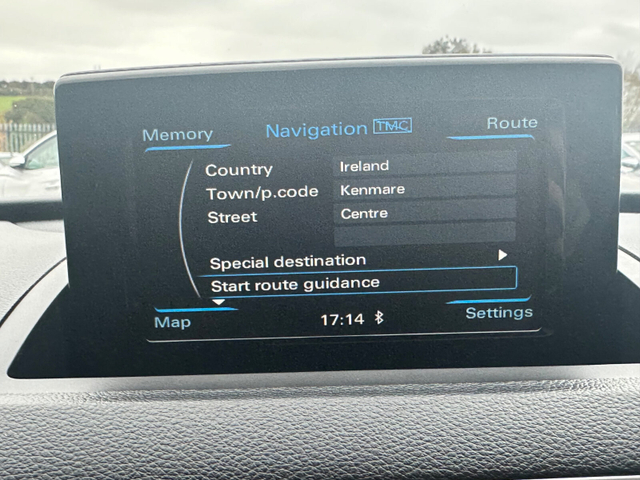 Memory Navigation TMC Route
Country Ireland
Town/p.code Kenmare
Street Centre
Special destination
Start route guidance
Map 17:14 Settings